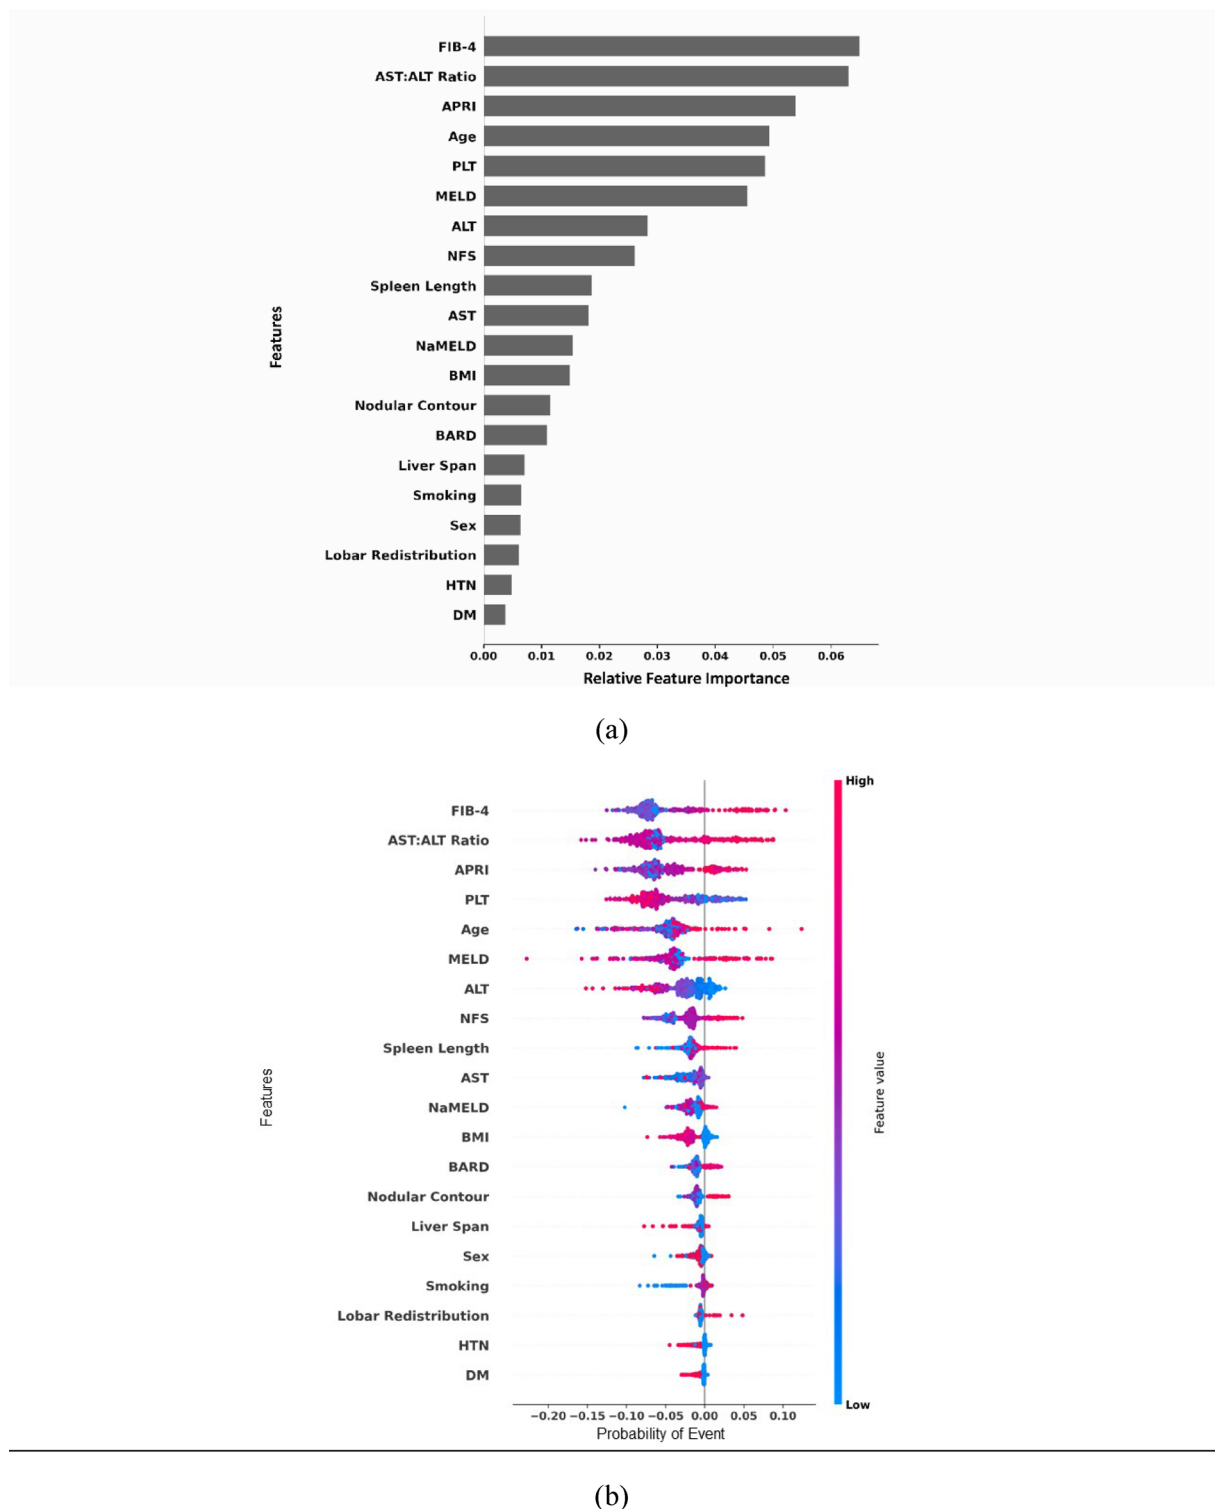 FIB-4
AST:ALT Ratio
APRI
Age
PLT
MELD
ALT
NFS
Spleen Length
AST
NaMELD
BMI
Nodular Contour
BARD
Liver Span
Smoking
Sex
Lobar Redistribution
HTN
DM
Features
0.00 0.01 0.02 0.03 0.04 0.05 0.06
Relative Feature Importance
(a)
High
FIB-4
AST:ALT Ratio
APRI
PLT
Age
MELD
ALT
NFS
Spleen Length
AST
NaMELD
BMI
BARD
Nodular Contour
Liver Span
Sex
Smoking
Lobar Redistribution
HTN
DM
Features
Feature value
Low
−0.20 −0.15 −0.10 −0.05 0.00 0.05 0.10
Probability of Event
(b)